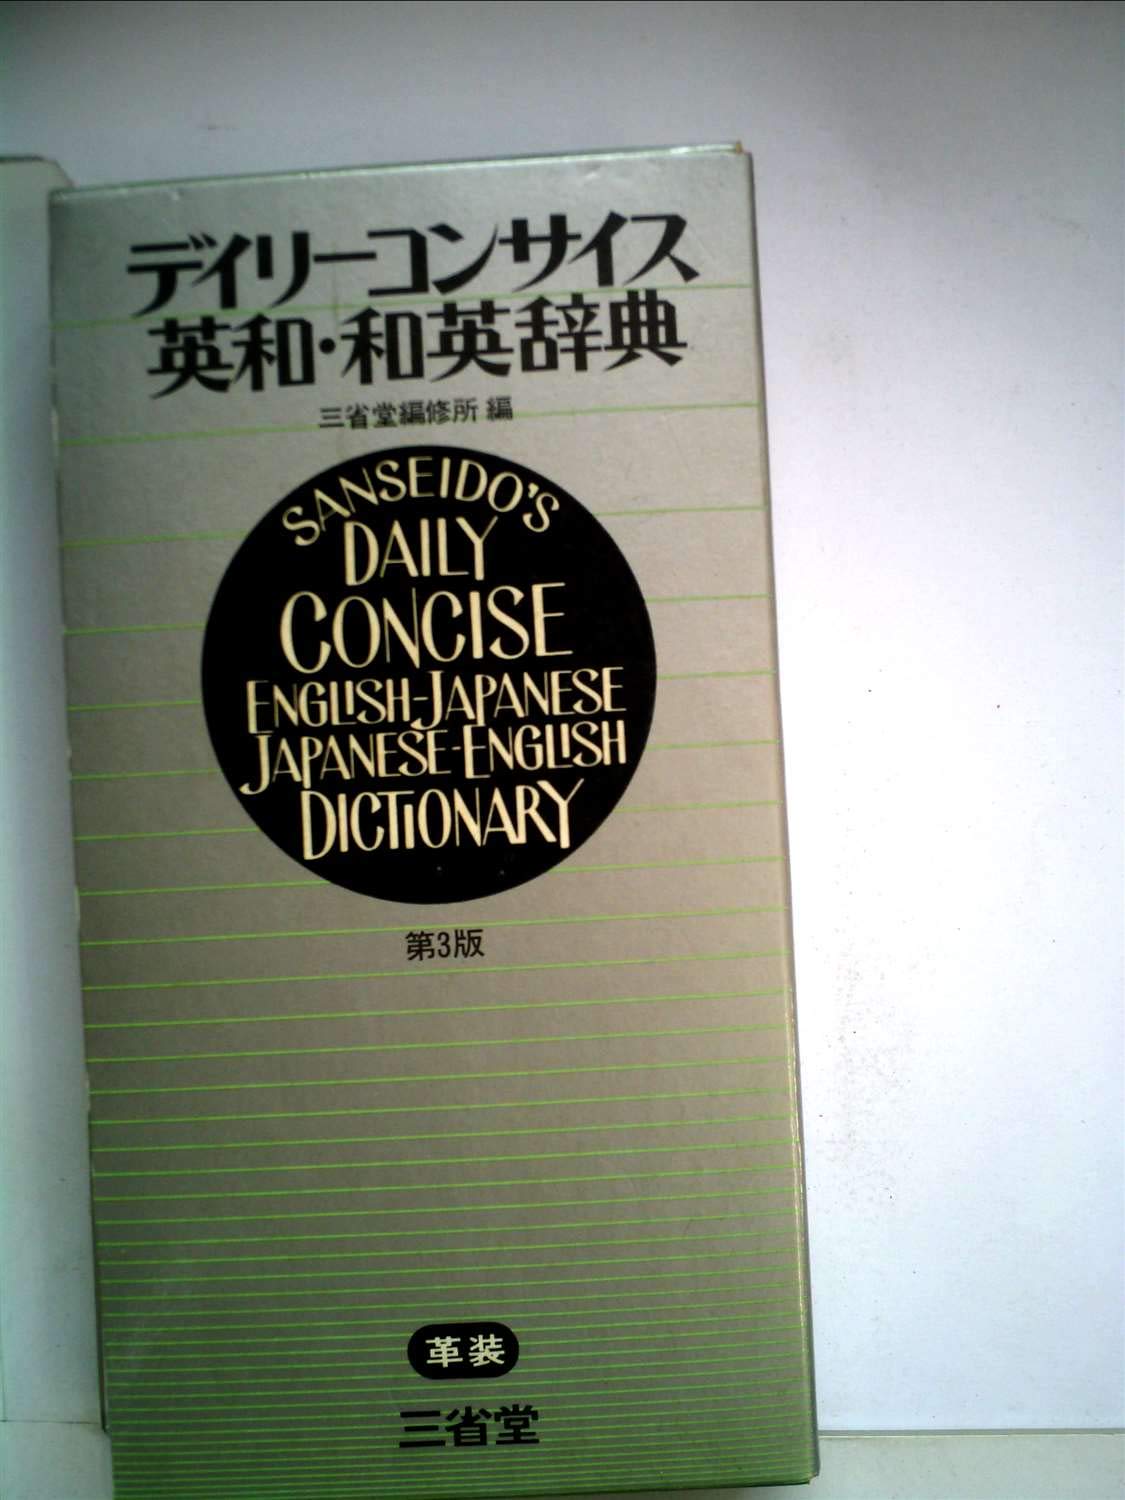 デイリーコンサイス
英和・和英辞典
三省堂編修所 編
SANSEIDO'S
DAILY
CONCISE
ENGLISH-JAPANESE
JAPANESE-ENGLISH
DICTIONARY
第3版
革装
三省堂